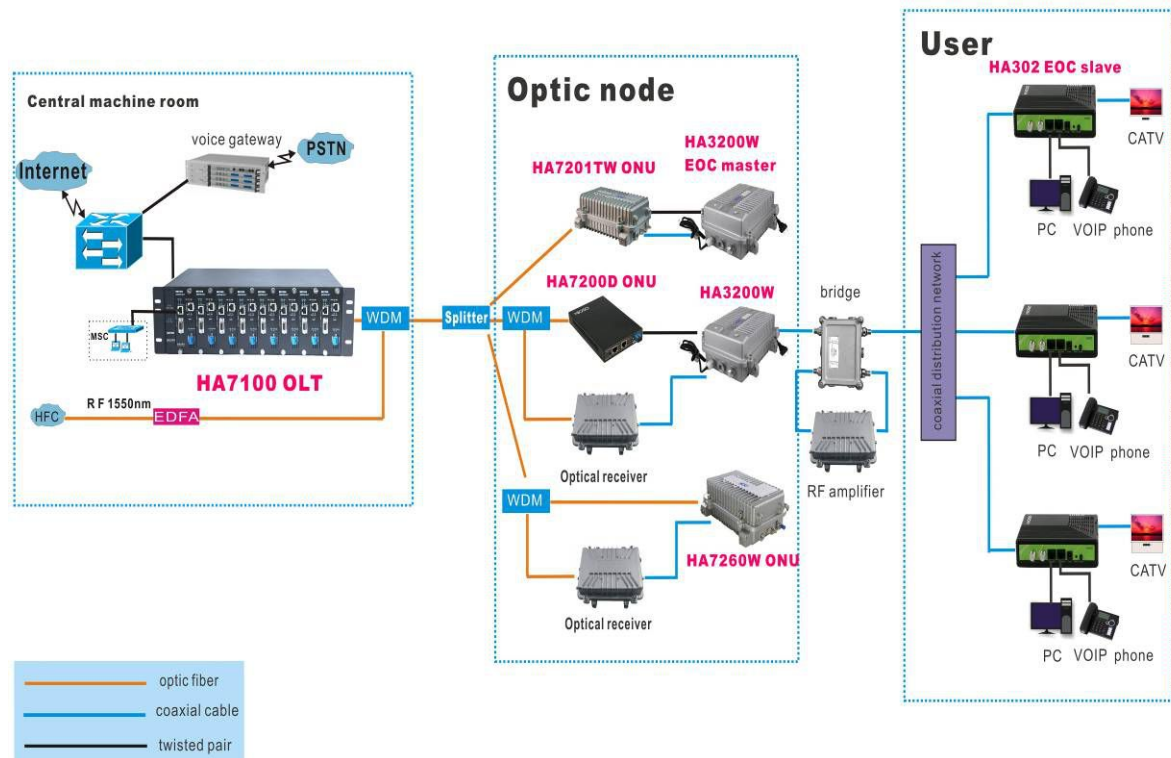 Central machine room
voice gateway
PSTN
Internet
MSC
HA7100 OLT
WDM
HFC
RF 1550nm
EDFA
Optic node
Splitter
HA7201TW ONU
HA3200W
EOC master
HA7200D ONU
HA3200W
WDM
Optical receiver
WDM
HA7260W ONU
Optical receiver
bridge
RF amplifier
User
HA302 EOC slave
coaxial distribution network
CATV
PC VOIP phone
CATV
PC VOIP phone
CATV
PC VOIP phone
optic fiber
coaxial cable
twisted pair